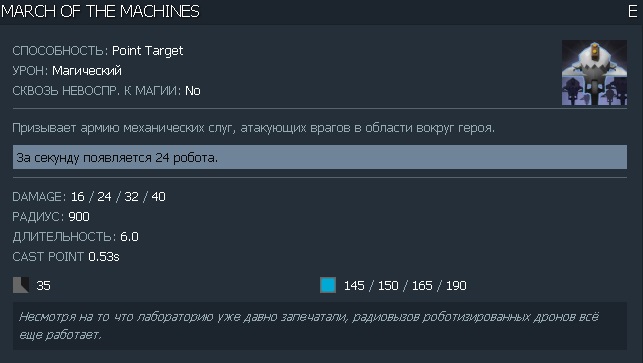 MARCH OF THE MACHINES E
СПОСОБНОСТЬ: Point Target
УРОН: Магический
СКВОЗЬ НЕВОСПР. К МАГИИ: No
Призывает армию механических слуг, атакующих врагов в области вокруг героя.
За секунду появляется 24 робота.
DAMAGE: 16 / 24 / 32 / 40
РАДИУС: 900
ДЛИТЕЛЬНОСТЬ: 6.0
CAST POINT 0.53s
35 145 / 150 / 165 / 190
Несмотря на то что лабораторию уже давно запечатали, радиовызов роботизированных дронов всё
еще работает.